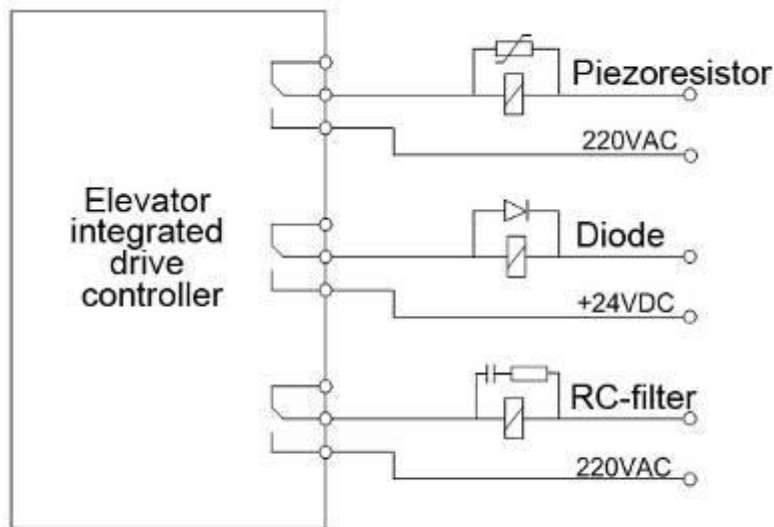 Elevator
integrated
drive
controller
Piezoresistor
220VAC
Diode
+24VDC
RC-filter
220VAC